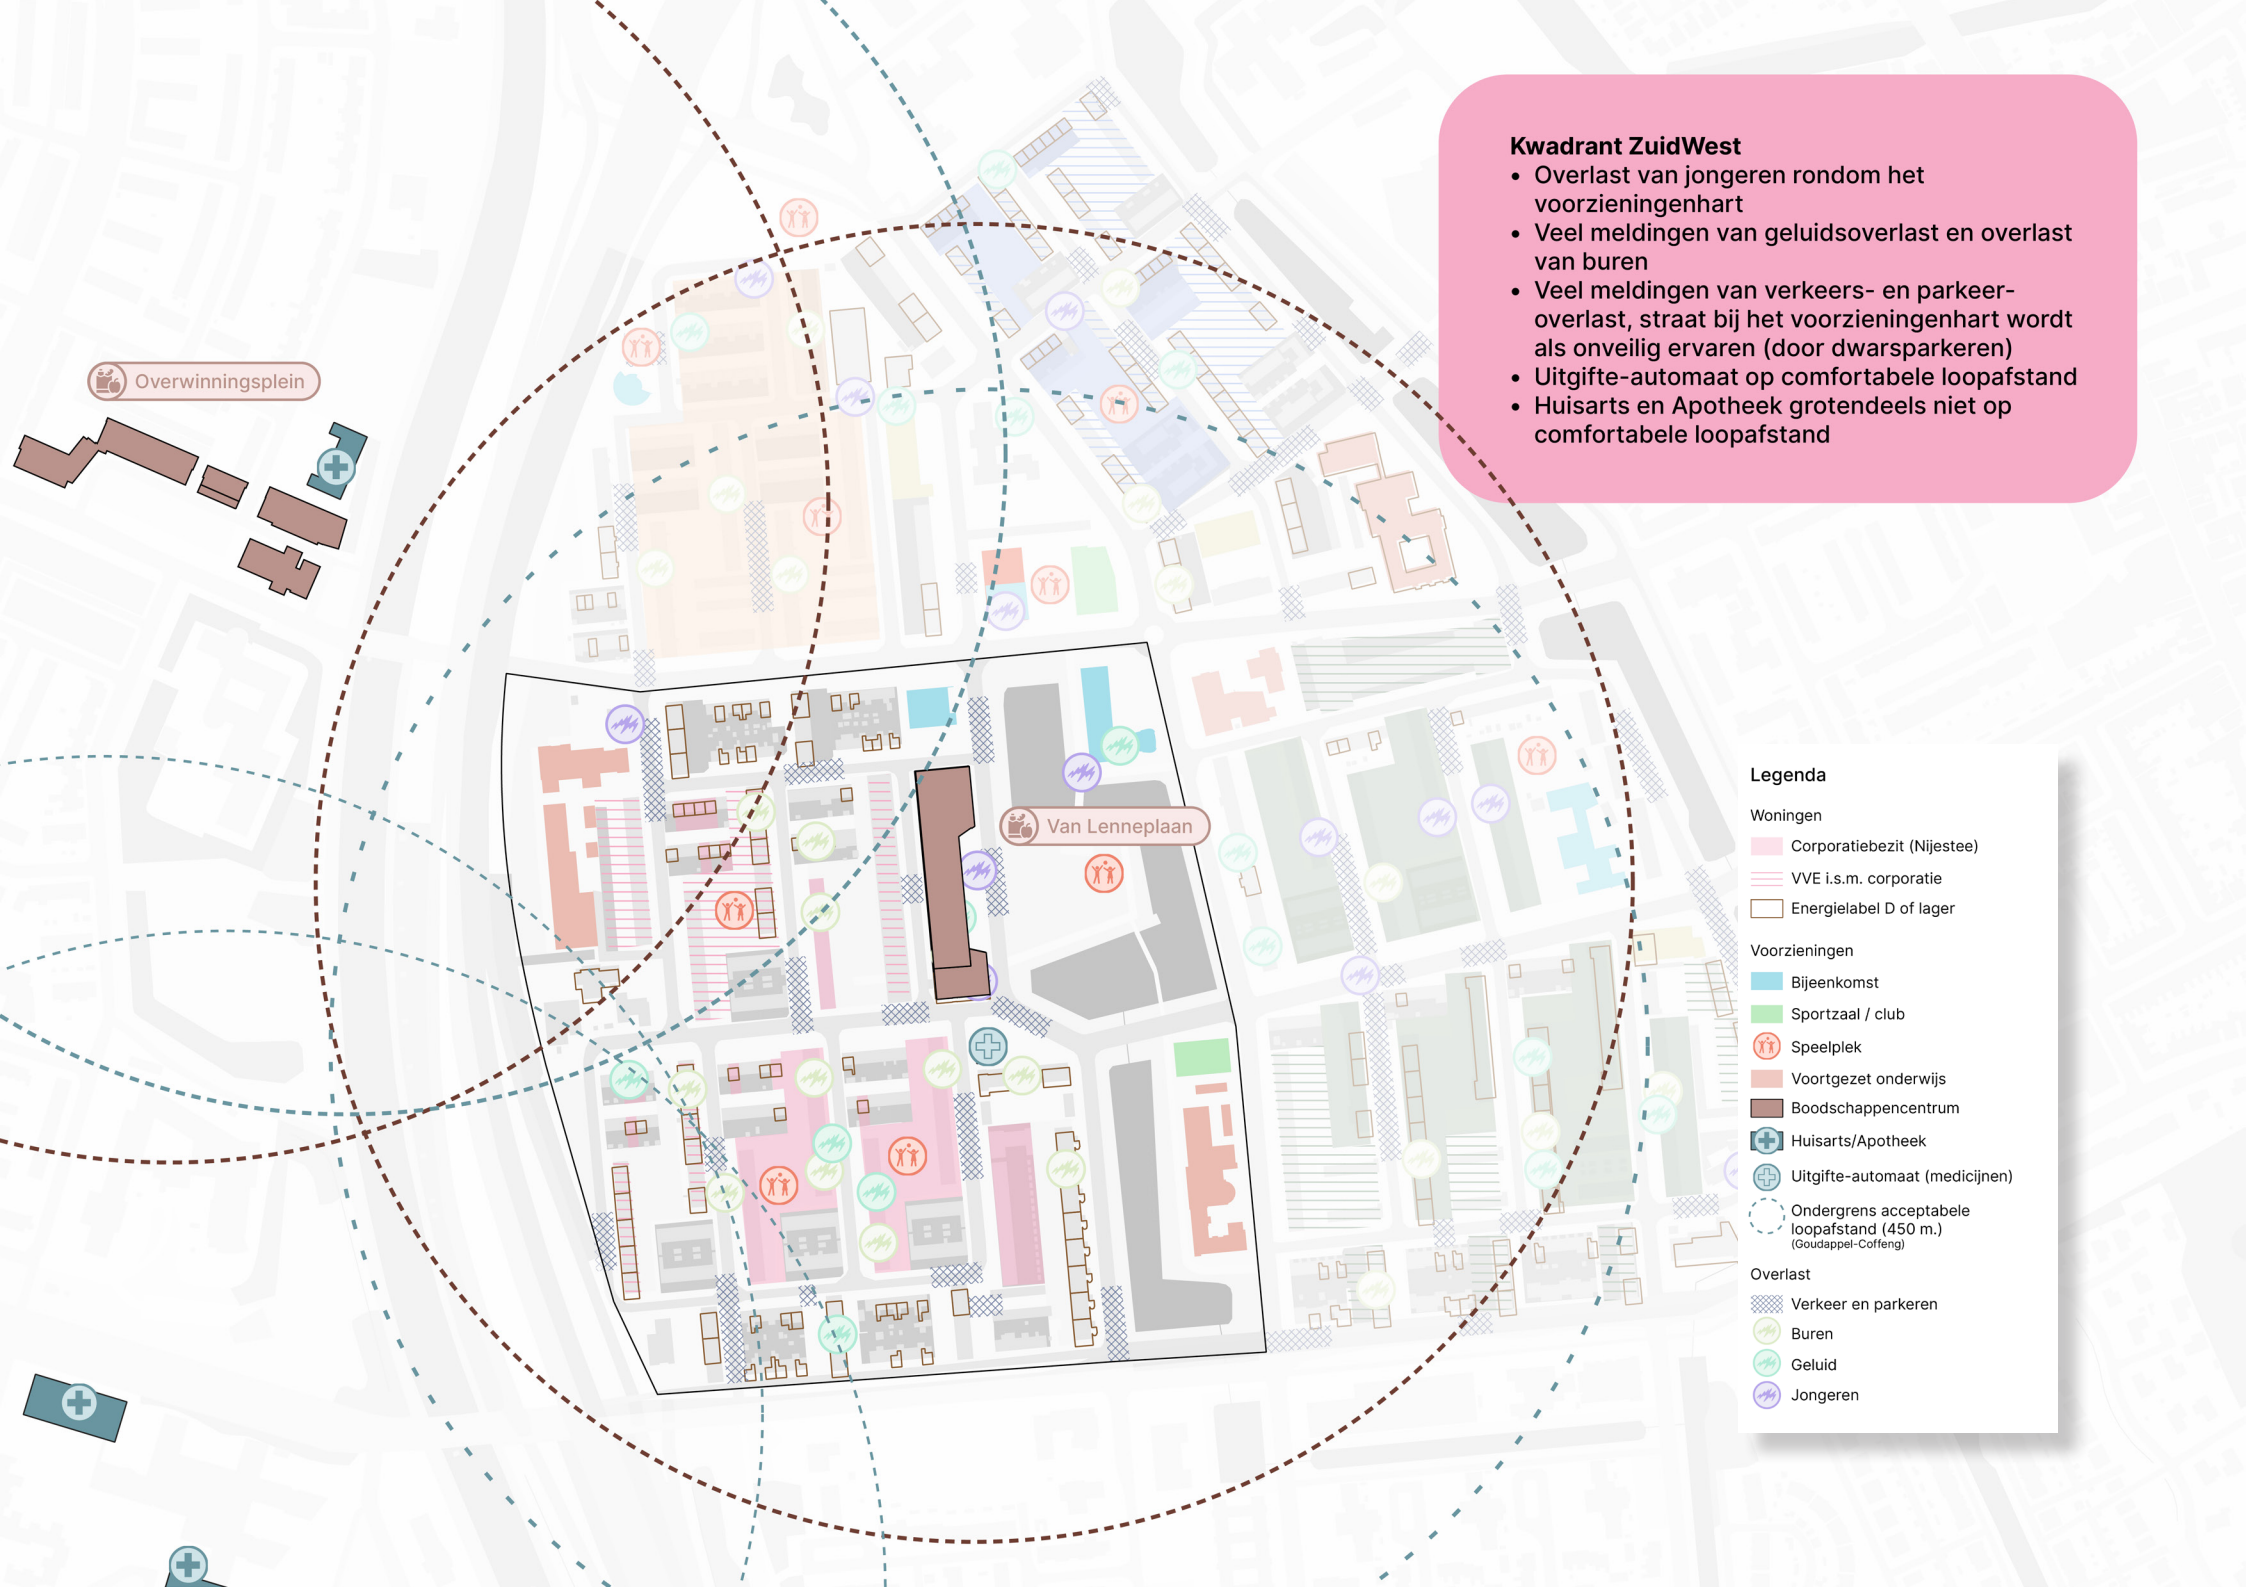 Kwadrant ZuidWest
• Overlast van jongeren rondom het
voorzieningenhart
• Veel meldingen van geluidsoverlast en overlast
van buren
• Veel meldingen van verkeers- en parkeer-
overlast, straat bij het voorzieningenhart wordt
als onveilig ervaren (door dwarsparkeren)
• Uitgifte-automaat op comfortabele loopafstand
• Huisarts en Apotheek grotendeels niet op
comfortabele loopafstand
Overwinningsplein
Van Lenneplaan
Legenda
Woningen
Corporatiebezit (Nijestee)
VVE i.s.m. corporatie
Energielabel D of lager
Voorzieningen
Bijeenkomst
Sportzaal / club
Speelplek
Voortgezet onderwijs
Boodschappencentrum
Huisarts/Apotheek
Uitgifte-automaat (medicijnen)
Ondergrens acceptabele
loopafstand (450 m.)
(Goudappel-Coffeng)
Overlast
Verkeer en parkeren
Buren
Geluid
Jongeren